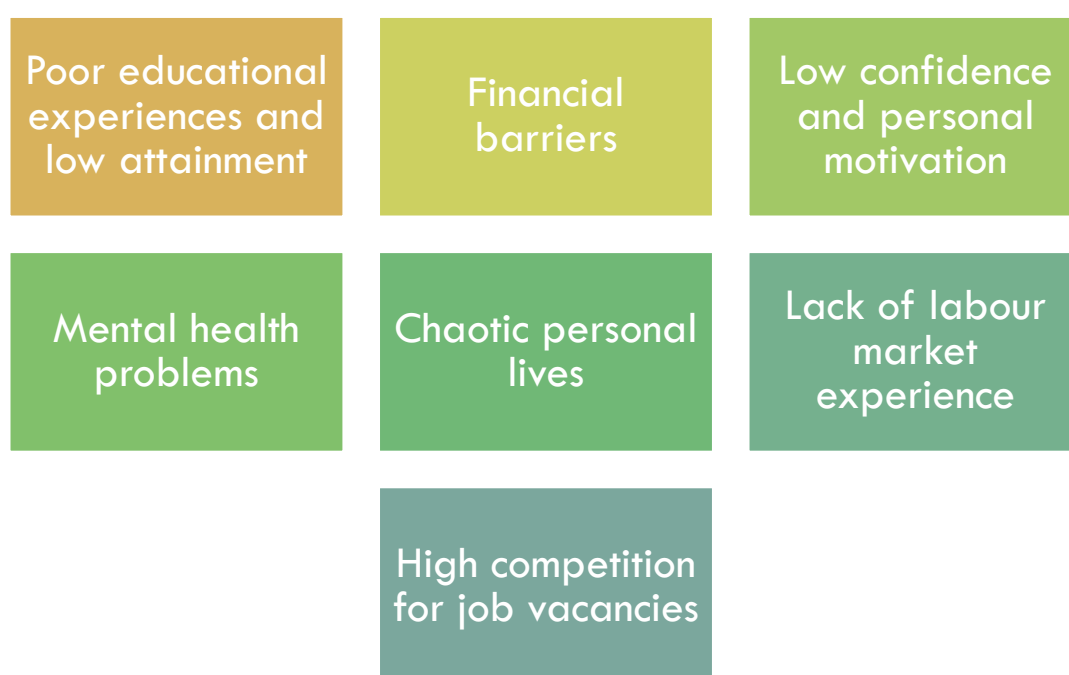 Poor educational
experiences and
low attainment
Financial
barriers
Low confidence
and personal
motivation
Mental health
problems
Chaotic personal
lives
Lack of labour
market
experience
High competition
for job vacancies